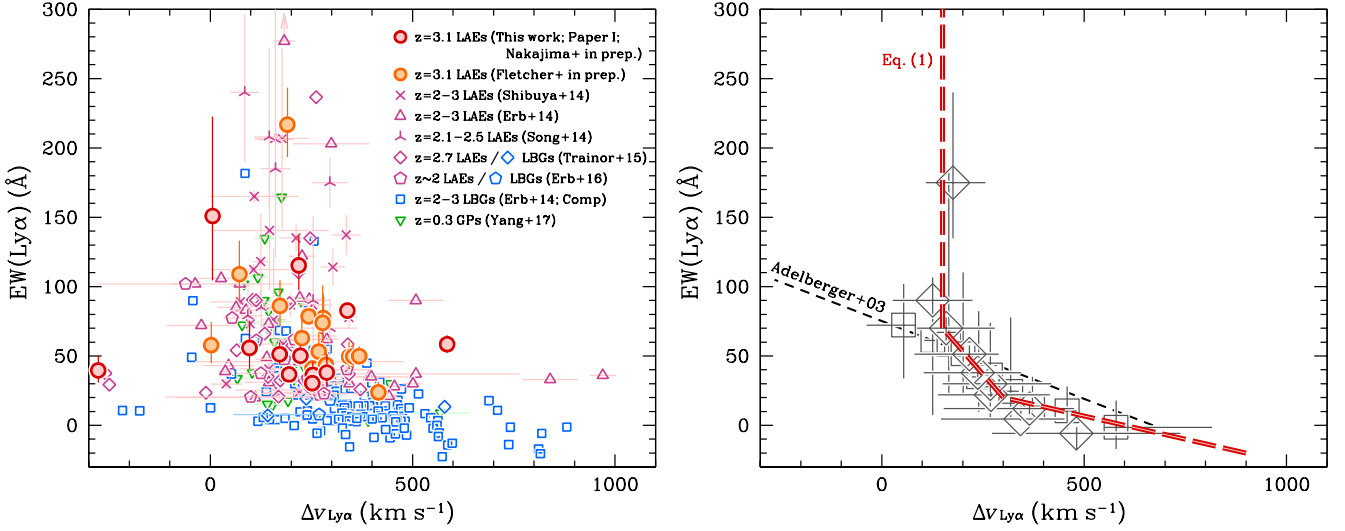 300
250
200
150
100
50
0
EW(Lyα) (Å)
0
500
1000
Δv Lyα (km s⁻¹)
z=3.1 LAEs (This work; Paper I;
Nakajima+ in prep.)
z=3.1 LAEs (Fletcher+ in prep.)
z=2−3 LAEs (Shibuya+14)
z=2−3 LAEs (Erb+14)
z=2.1−2.5 LAEs (Song+14)
z=2.7 LAEs / LBGs (Trainor+15)
z~2 LAEs / LBGs (Erb+16)
z=2−3 LBGs (Erb+14; Comp)
z=0.3 GPs (Yang+17)
300
250
200
150
100
50
0
EW(Lyα) (Å)
0
500
1000
Δv Lyα (km s⁻¹)
Eq. (1)
Adelberger+03